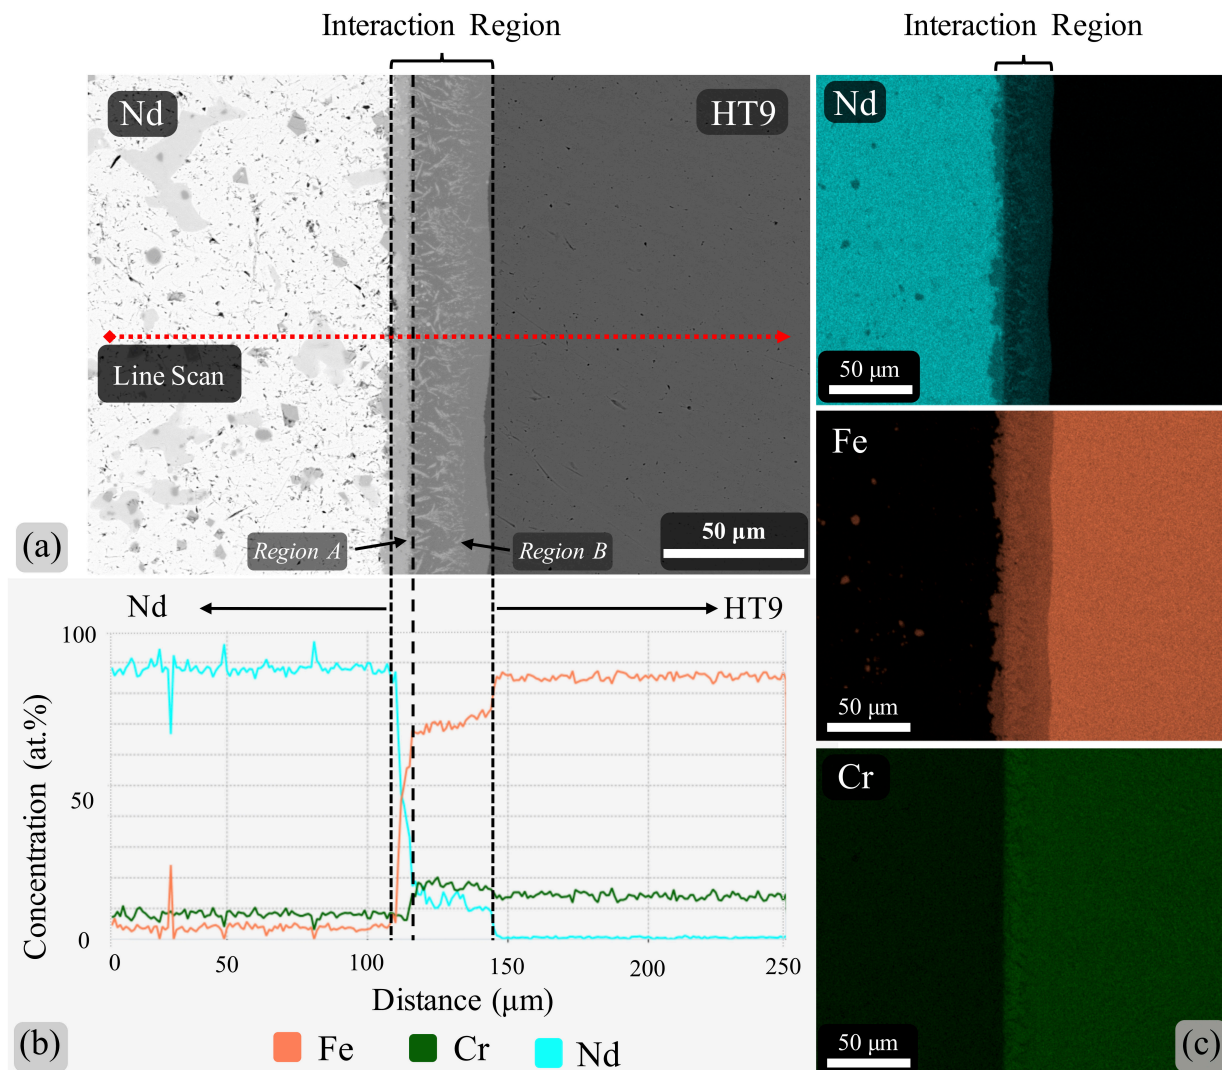 Interaction Region
Nd
HT9
Line Scan
Region A
Region B
50 μm
(a)
Nd
HT9
100
50
0
Concentration (at.%)
0
50
100
150
200
250
Distance (μm)
Fe
Cr
Nd
(b)
Interaction Region
Nd
50 μm
Fe
50 μm
Cr
50 μm
(c)